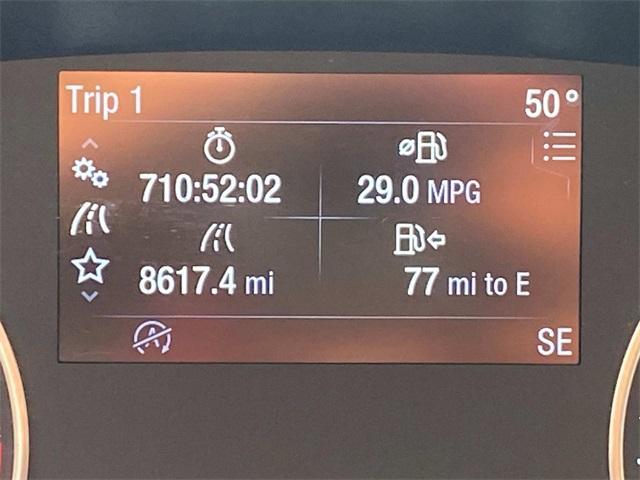 Trip 1 50°
710:52:02 29.0 MPG
8617.4 mi 77 mi to E
A
SE